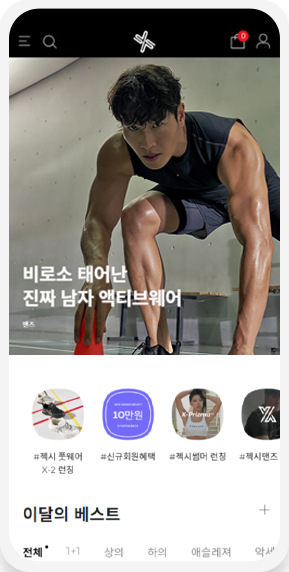 0
비로소 태어난
진짜 남자 액티브웨어
맨즈
10만원
K-Prizma
#젝시 풋웨어
X-2 런칭
#신규회원혜택
#젝시썸머 런칭
#젝시맨즈
이달의 베스트
전체
1+1
상의
하의
애슬레져
악세